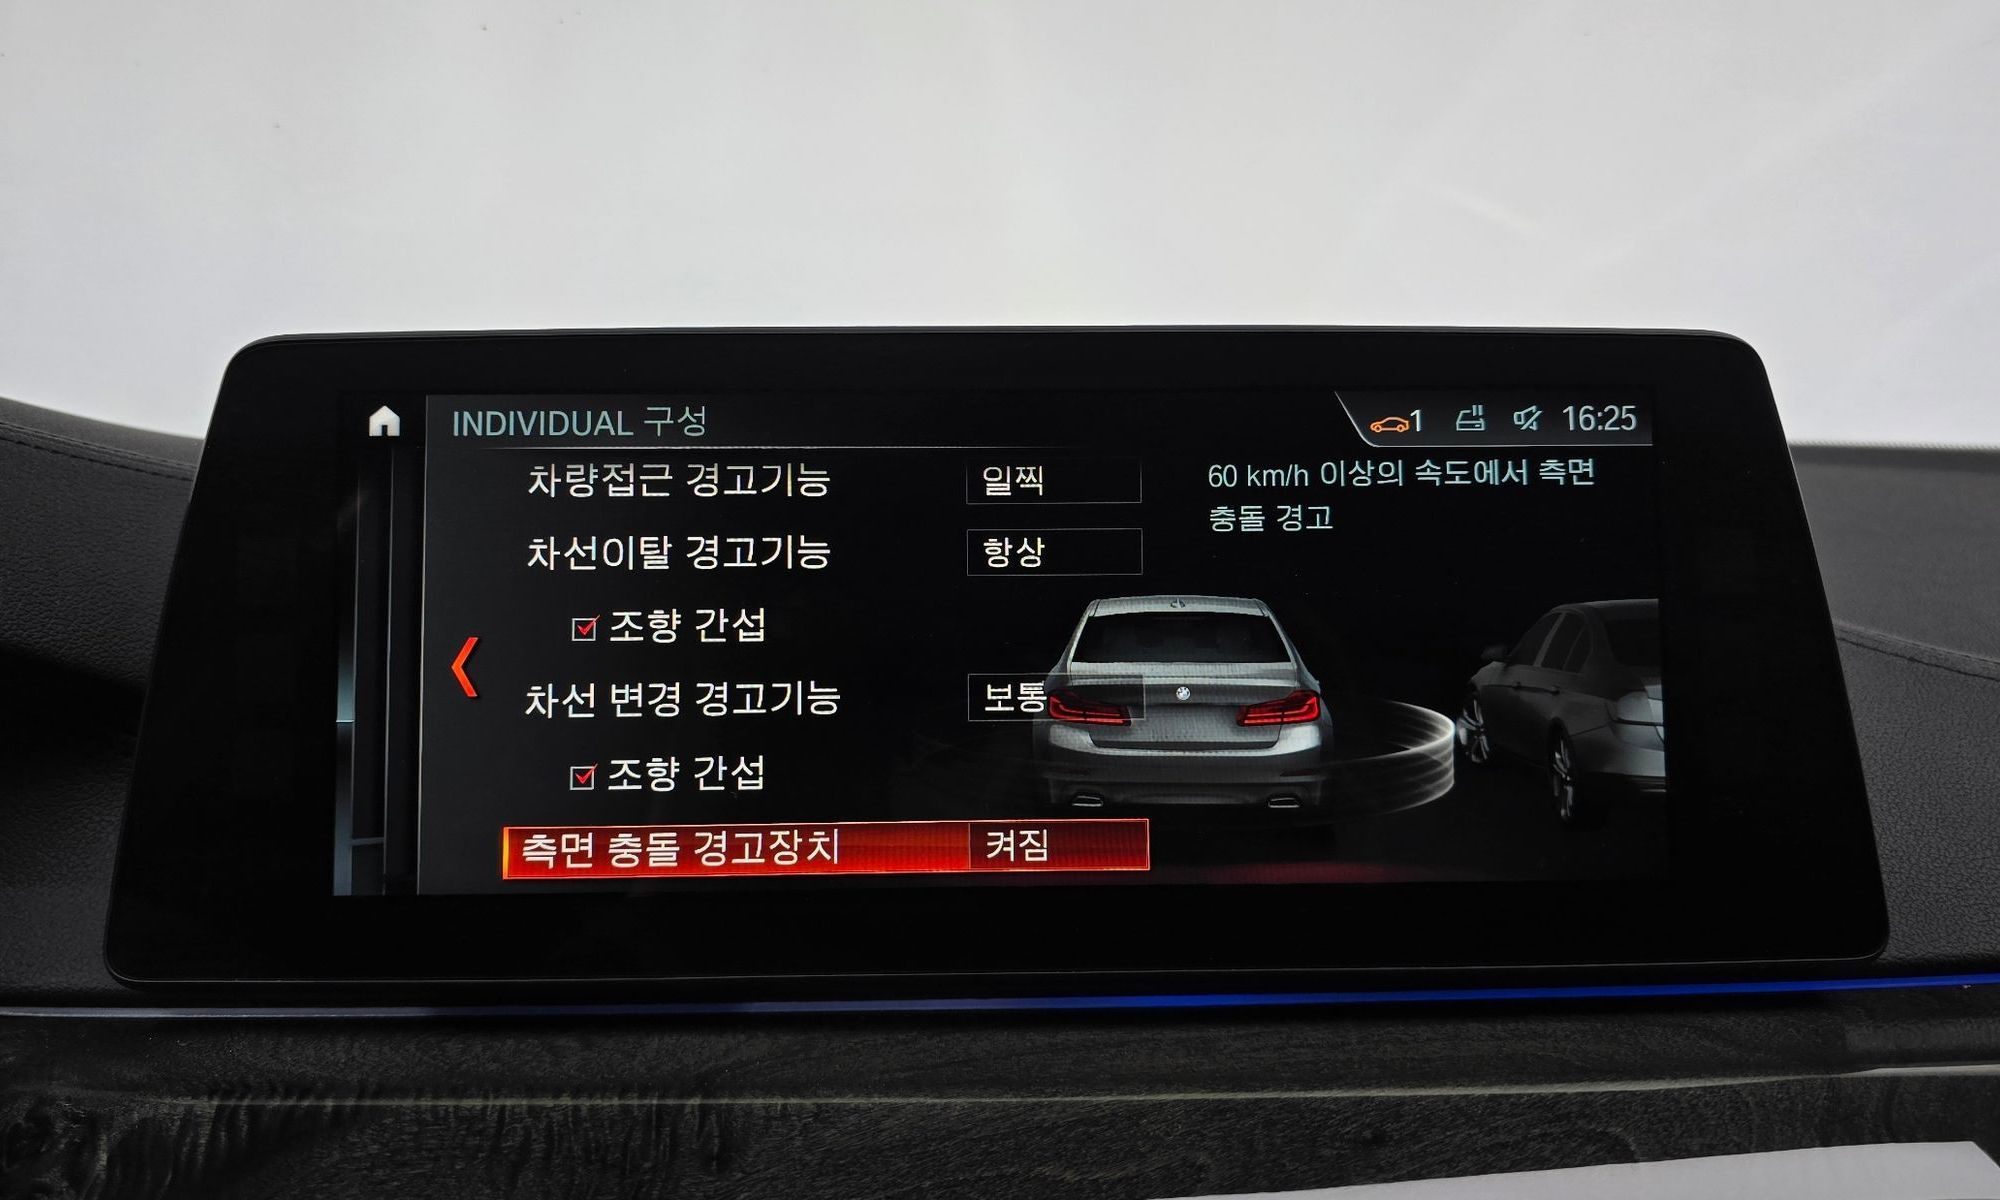 INDIVIDUAL 구성
1 16:25
차량접근 경고기능 일찍
차선이탈 경고기능 항상
조향 간섭
차선 변경 경고기능 보통
조향 간섭
측면 충돌 경고장치 켜짐
60 km/h 이상의 속도에서 측면
충돌 경고